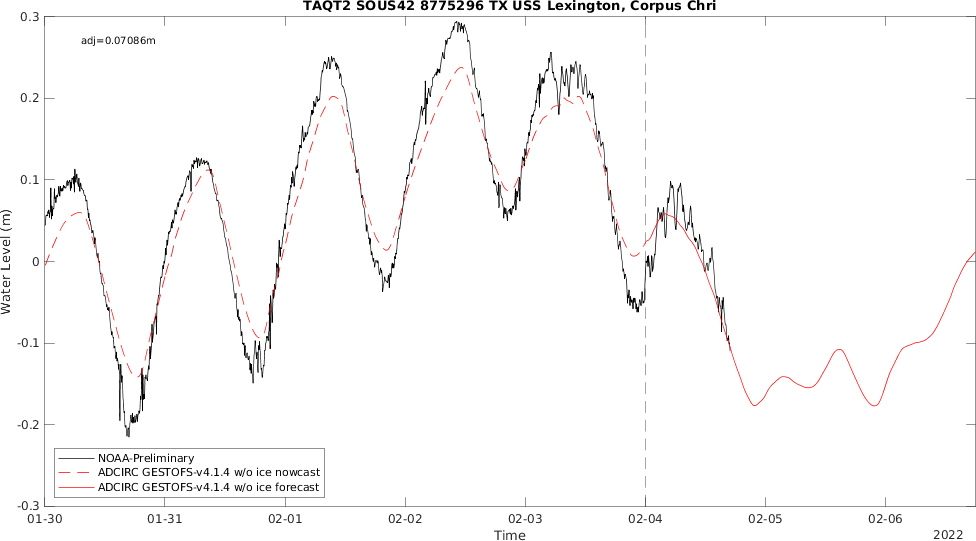 TAQT2 SOUS42 8775296 TX USS Lexington, Corpus Chri
adj=0.07086m
0.3
0.2
0.1
0
-0.1
-0.2
-0.3
Water Level (m)
NOAA-Preliminary
ADCIRC GESTOFS-v4.1.4 w/o ice nowcast
ADCIRC GESTOFS-v4.1.4 w/o ice forecast
01-30 01-31 02-01 02-02 02-03 02-04 02-05 02-06
Time
2022